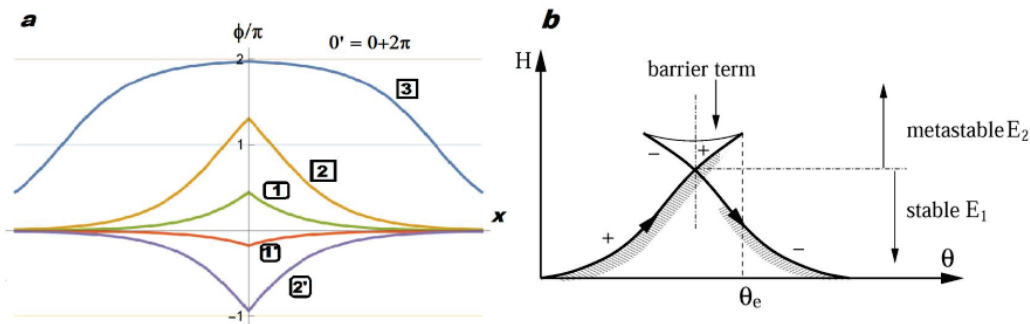 a
ϕ/π
0' = 0+2π
2
3
1
2
1
x
1'
2'
-1
b
H
barrier term
metastable E₂
− +
stable E₁
+ −
θ
θₑ